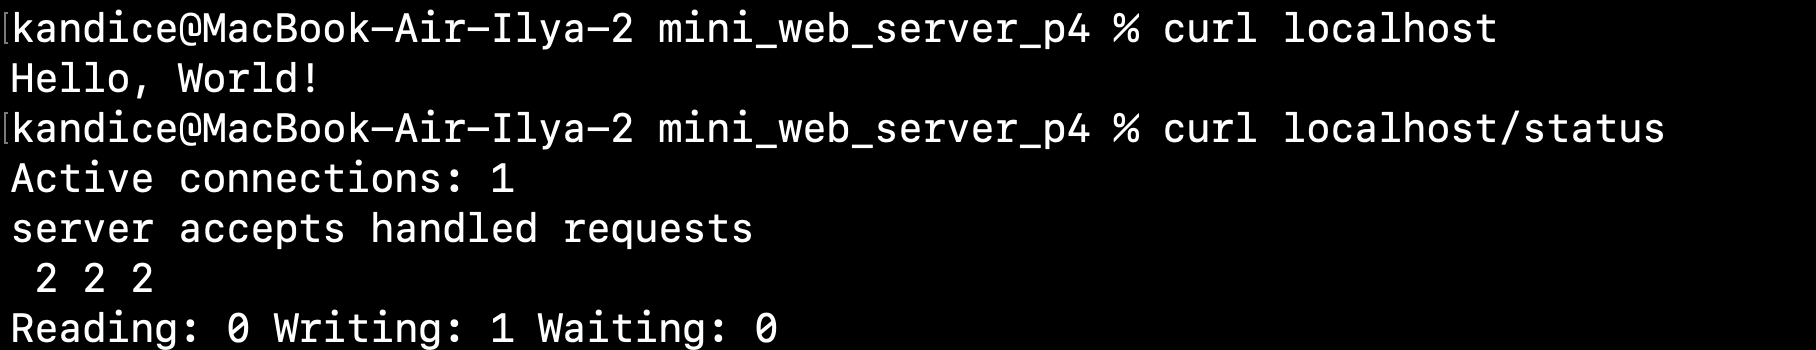 [kandice@MacBook-Air-Ilya-2 mini_web_server_p4 % curl localhost
Hello, World!
[kandice@MacBook-Air-Ilya-2 mini_web_server_p4 % curl localhost/status
Active connections: 1
server accepts handled requests
 2 2 2
Reading: 0 Writing: 1 Waiting: 0